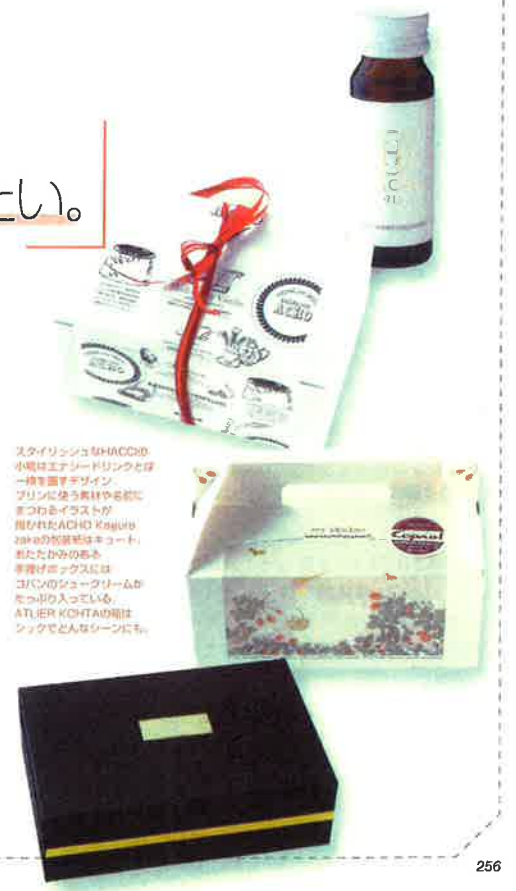 たい。
ACHO
スタイリッシュなHACCIの
小瓶はエナジードリンクとは
一線を画すデザイン。
プリンに使う素材や名前に
まつわるイラストが
描かれたACHO Kagura
zakaの包装紙はキュート。
あたたかみのある
手提げボックスには
コパンのシュークリームが
たっぷり入っている。
ATLIER KOHTAの箱は
シックでどんなシーンにも。
256